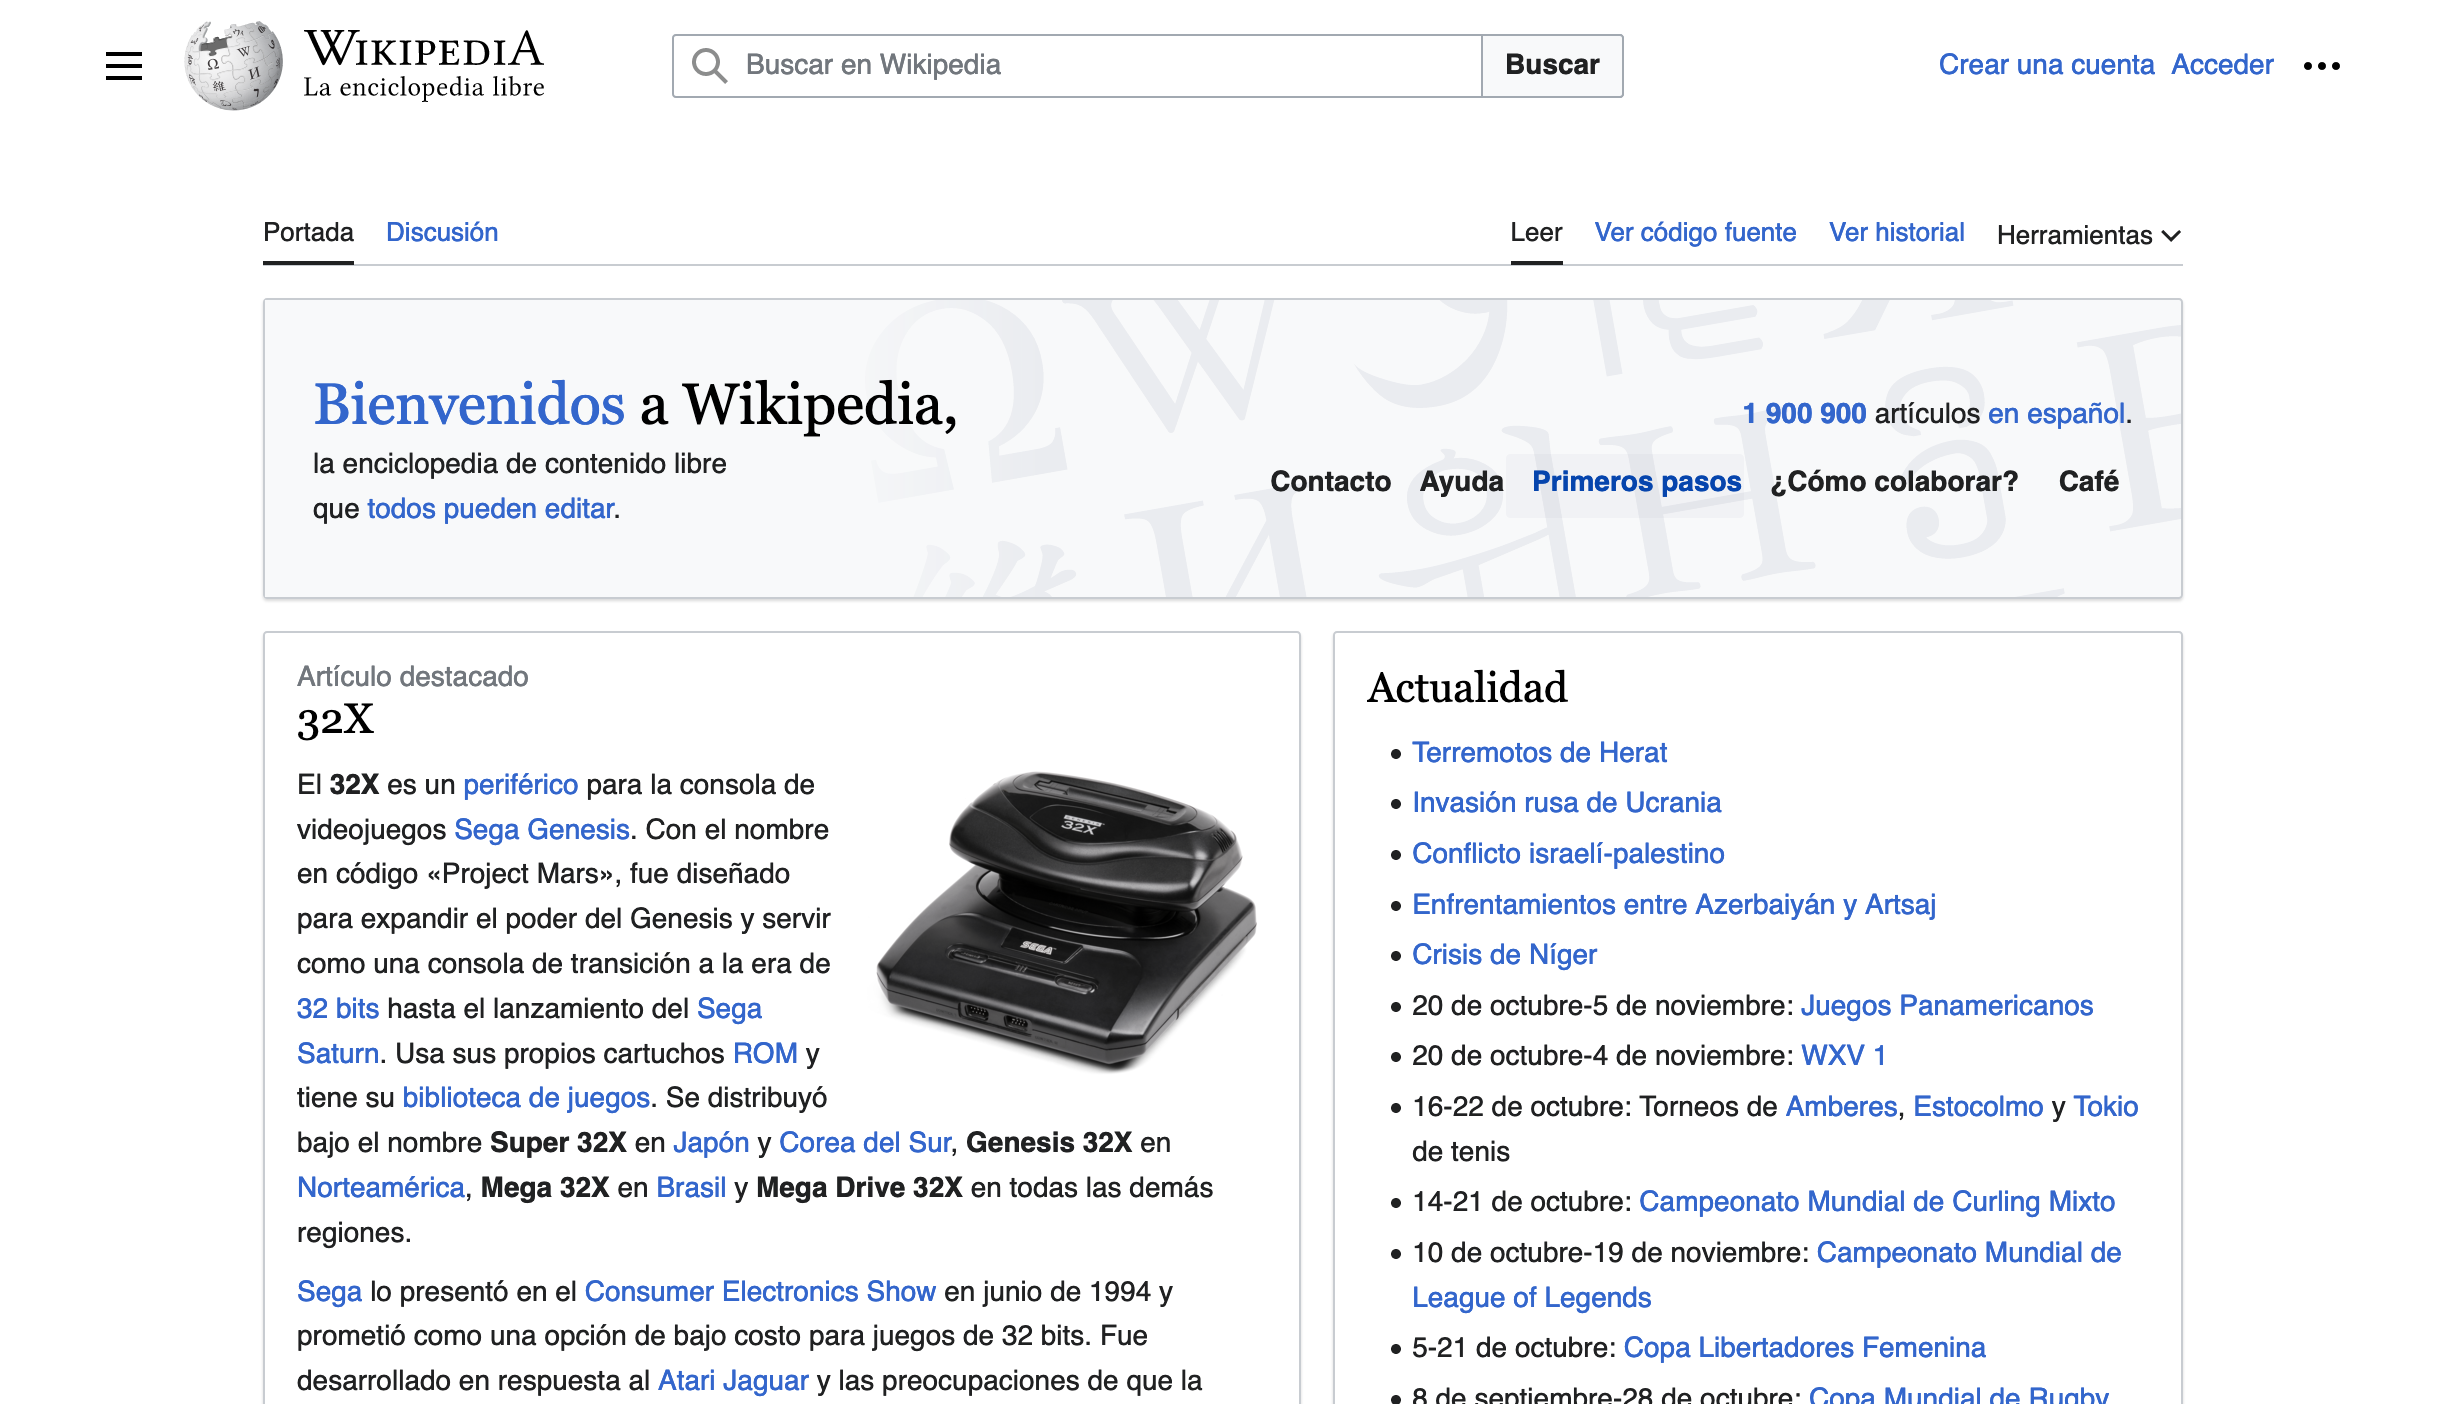 WIKIPEDIA
La enciclopedia libre
Buscar en Wikipedia
Buscar
Crear una cuenta Acceder
Portada Discusión
Leer Ver código fuente Ver historial Herramientas
Bienvenidos a Wikipedia,
la enciclopedia de contenido libre
que todos pueden editar.
1 900 900 artículos en español.
Contacto Ayuda Primeros pasos ¿Cómo colaborar? Café
Artículo destacado
32X
El 32X es un periférico para la consola de
videojuegos Sega Genesis. Con el nombre
en código «Project Mars», fue diseñado
para expandir el poder del Genesis y servir
como una consola de transición a la era de
32 bits hasta el lanzamiento del Sega
Saturn. Usa sus propios cartuchos ROM y
tiene su biblioteca de juegos. Se distribuyó
bajo el nombre Super 32X en Japón y Corea del Sur, Genesis 32X en
Norteamérica, Mega 32X en Brasil y Mega Drive 32X en todas las demás
regiones.
Sega lo presentó en el Consumer Electronics Show en junio de 1994 y
prometió como una opción de bajo costo para juegos de 32 bits. Fue
desarrollado en respuesta al Atari Jaguar y las preocupaciones de que la
32X
SEGA
Actualidad
Terremotos de Herat
Invasión rusa de Ucrania
Conflicto israelí-palestino
Enfrentamientos entre Azerbaiyán y Artsaj
Crisis de Níger
20 de octubre-5 de noviembre: Juegos Panamericanos
20 de octubre-4 de noviembre: WXV 1
16-22 de octubre: Torneos de Amberes, Estocolmo y Tokio
de tenis
14-21 de octubre: Campeonato Mundial de Curling Mixto
10 de octubre-19 de noviembre: Campeonato Mundial de
League of Legends
5-21 de octubre: Copa Libertadores Femenina
8 de septiembre-28 de octubre: Copa Mundial de Rugby